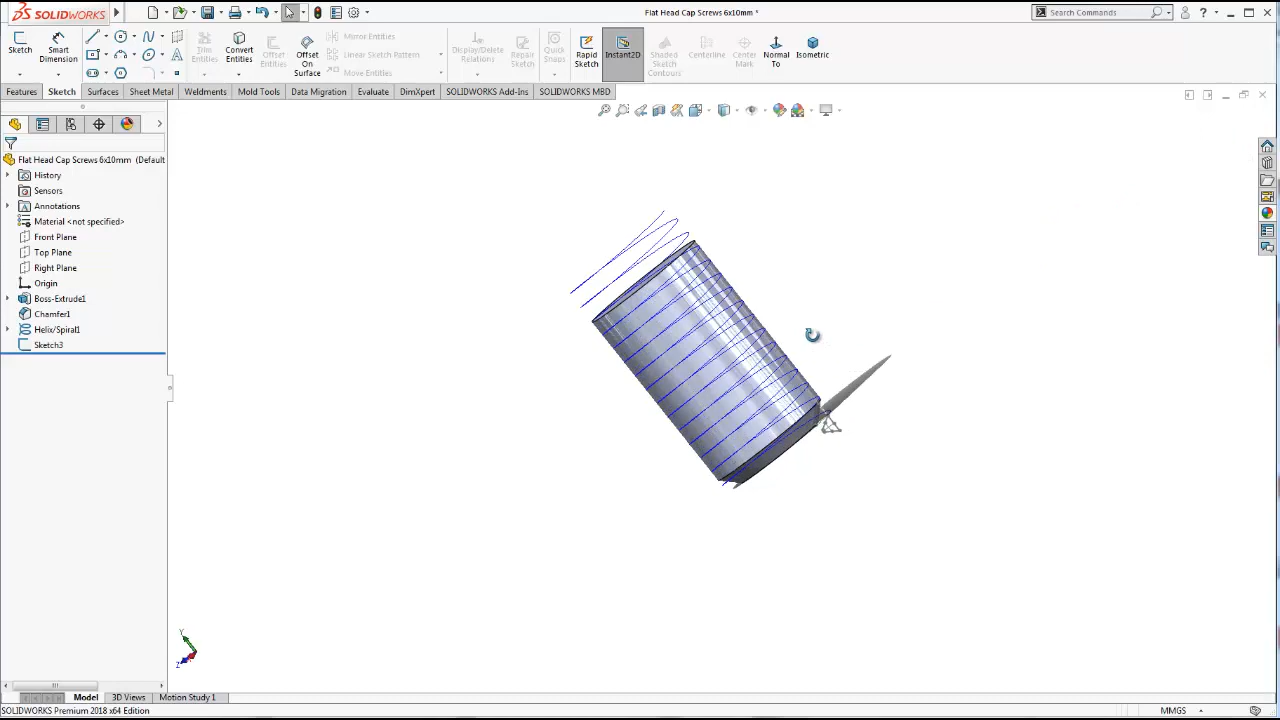 SOLIDWORKS
Flat Head Cap Screws 6x10mm *
Search Commands
Sketch
Smart Dimension
Trim Entities
Convert Entities
Offset Entities
Offset On Surface
Mirror Entities
Linear Sketch Pattern
Move Entities
Display/Delete Relations
Repair Sketch
Quick Snaps
Rapid Sketch
Instant2D
Shaded Sketch Contours
Centerline
Center Mark
Normal To
Isometric
Features Sketch Surfaces Sheet Metal Weldments Mold Tools Data Migration Evaluate DimXpert SOLIDWORKS Add-Ins SOLIDWORKS MBD
Flat Head Cap Screws 6x10mm (Default
History
Sensors
Annotations
Material <not specified>
Front Plane
Top Plane
Right Plane
Origin
Boss-Extrude1
Chamfer1
Helix/Spiral1
Sketch3
Y
Z
Model 3D Views Motion Study 1
SOLIDWORKS Premium 2018 x64 Edition
MMGS